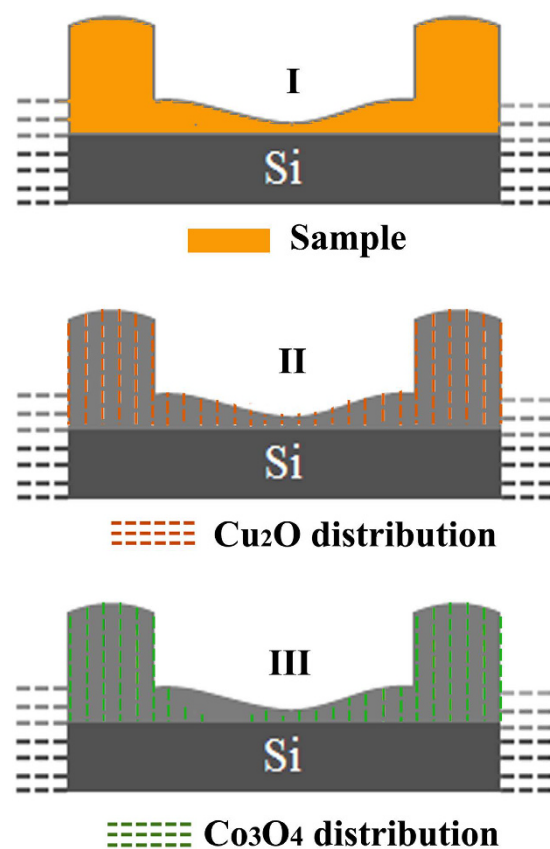 I
Si
Sample
II
Si
Cu₂O distribution
III
Si
Co₃O₄ distribution